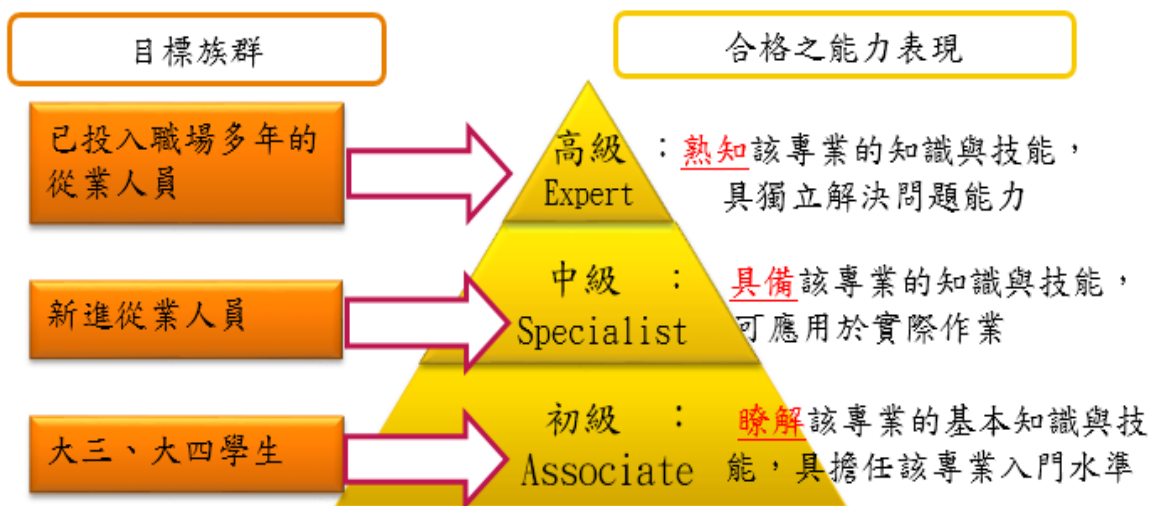 目標族群
合格之能力表現
已投入職場多年的
從業人員
高級 ：熟知該專業的知識與技能，
Expert 具獨立解決問題能力
新進從業人員
中級 ： 具備該專業的知識與技能，
Specialist 可應用於實際作業
大三、大四學生
初級 ： 瞭解該專業的基本知識與技
Associate 能，具擔任該專業入門水準